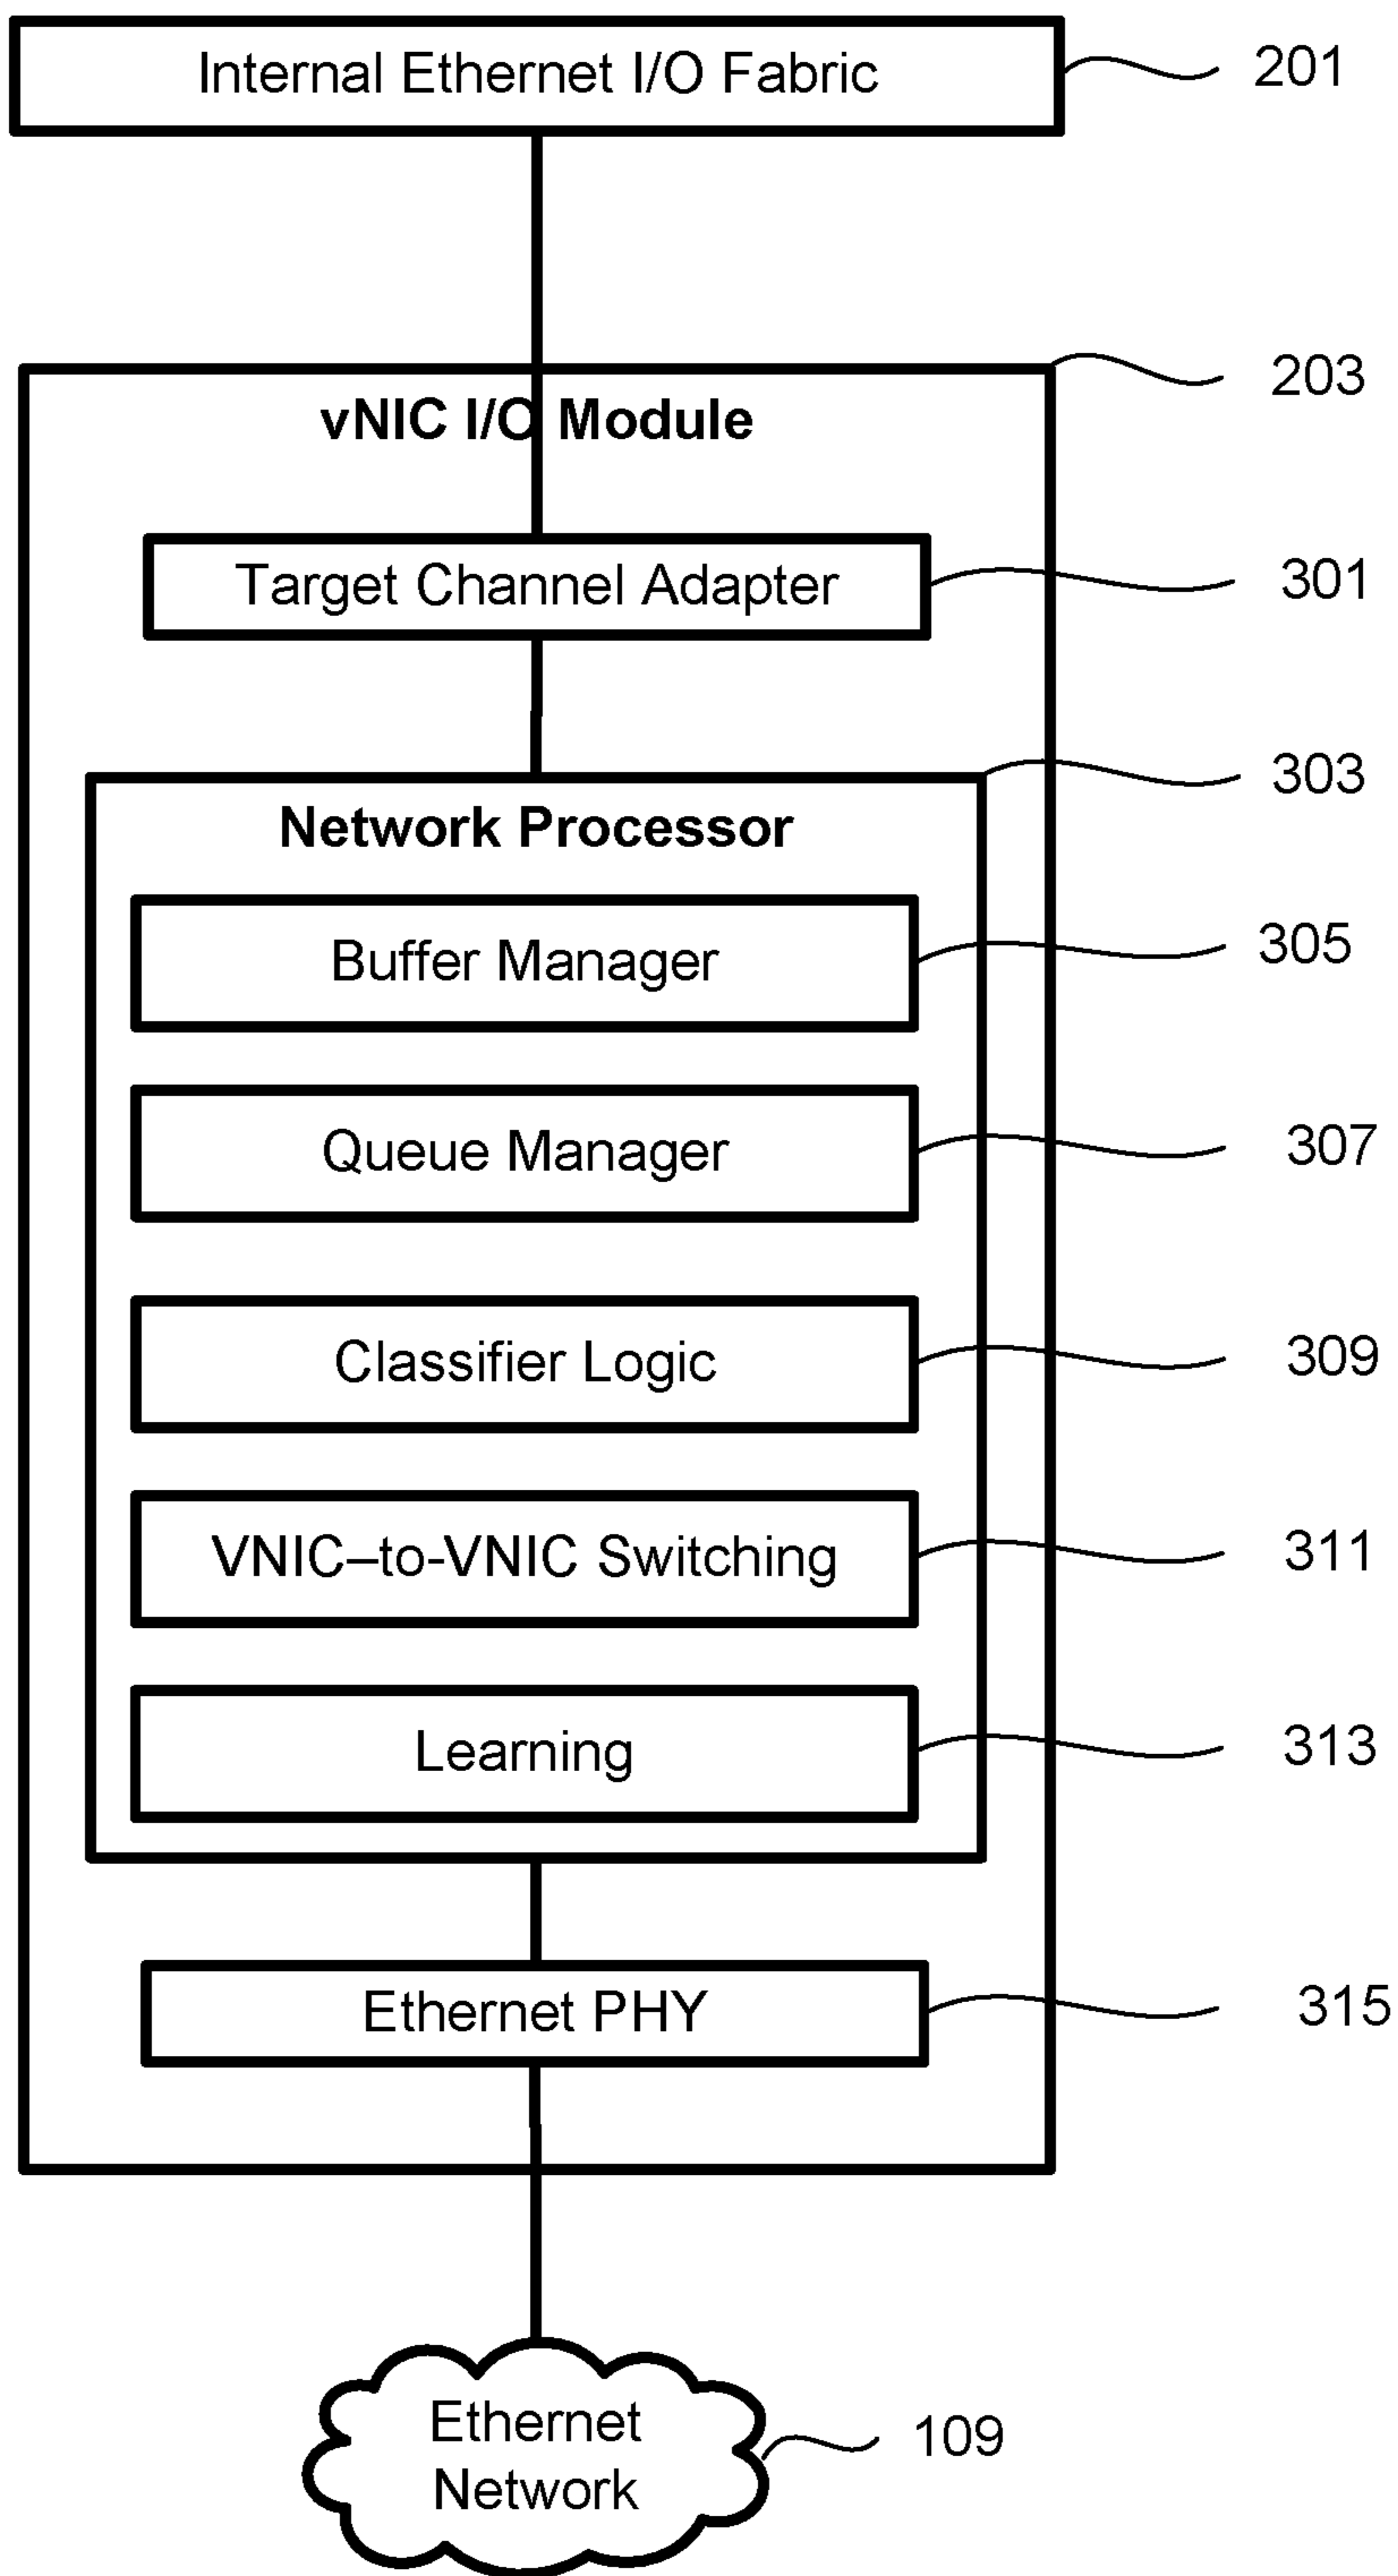 Internal Ethernet I/O Fabric
201
203
vNIC I/O Module
Target Channel Adapter
301
303
Network Processor
Buffer Manager
305
Queue Manager
307
Classifier Logic
309
VNIC–to-VNIC Switching
311
Learning
313
Ethernet PHY
315
Ethernet
Network
109